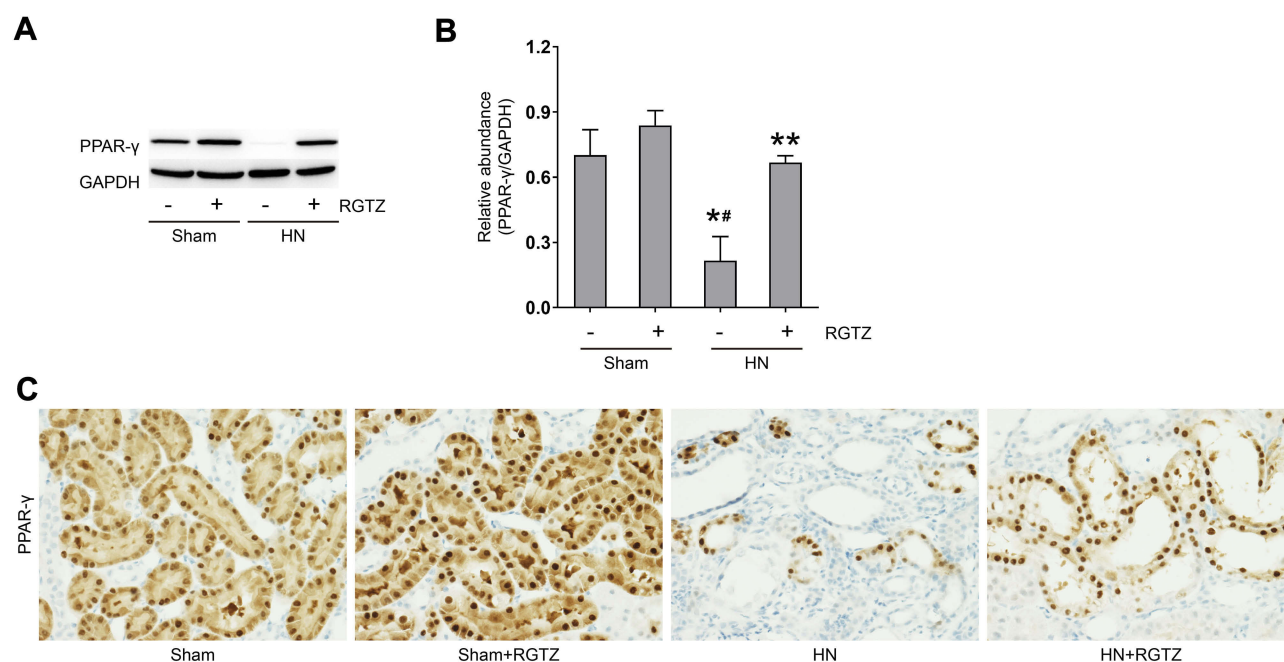 A
PPAR-γ
GAPDH
- + - + RGTZ
Sham HN
B
Relative abundance
(PPAR-γ/GAPDH)
1.2
0.9
0.6
0.3
0.0
*#
**
- + - + RGTZ
Sham HN
C
PPAR-γ
Sham Sham+RGTZ HN HN+RGTZ